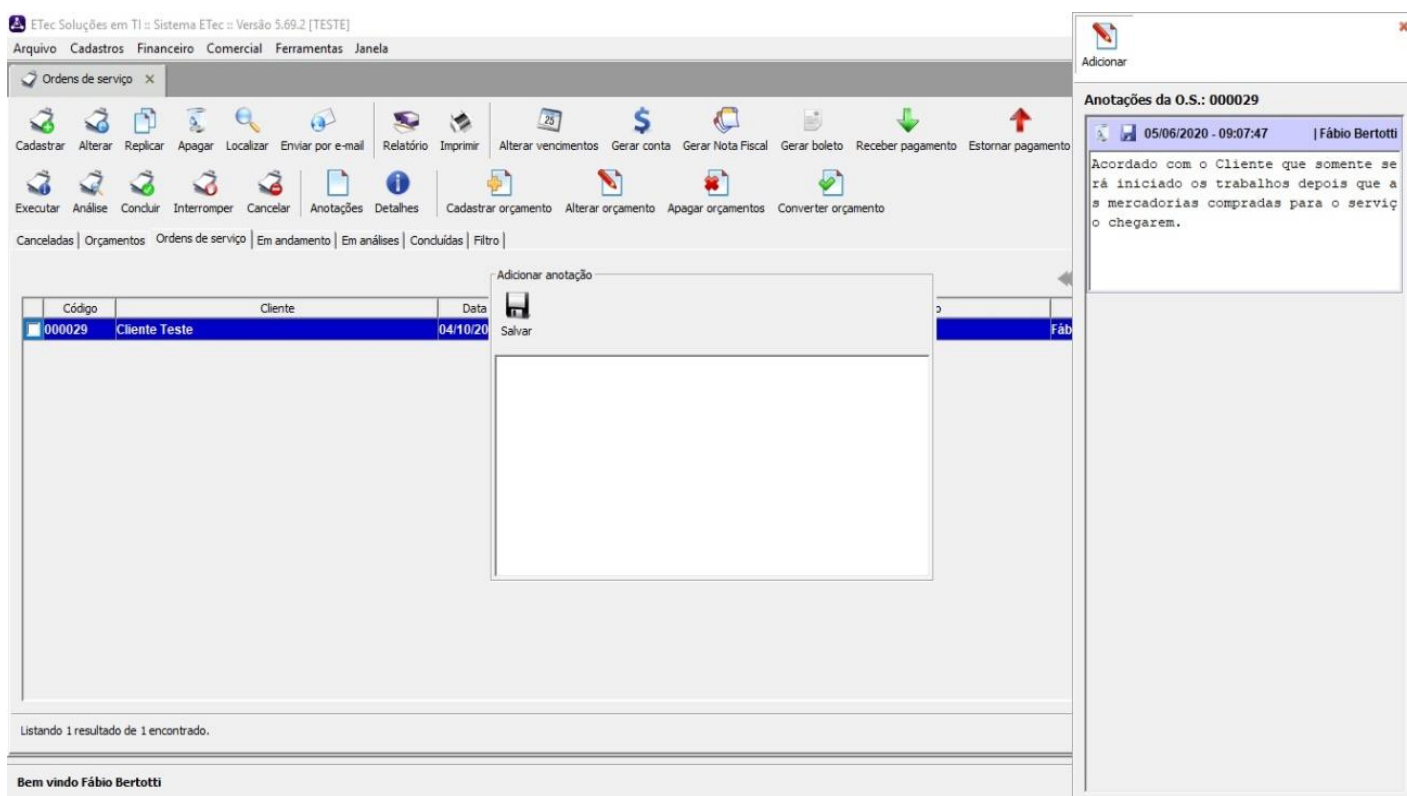 ETec Soluções em TI :: Sistema ETec :: Versão 5.69.2 [TESTE]
Arquivo Cadastros Financeiro Comercial Ferramentas Janela
Ordens de serviço
Cadastrar Alterar Replicar Apagar Localizar Enviar por e-mail Relatório Imprimir Alterar vencimentos Gerar conta Gerar Nota Fiscal Gerar boleto Receber pagamento Estornar pagamento
Executar Análise Concluir Interromper Cancelar Anotações Detalhes Cadastrar orçamento Alterar orçamento Apagar orçamentos Converter orçamento
Canceladas Orçamentos Ordens de serviço Em andamento Em análises Concluídas Filtro
Código Cliente Data
000029 Cliente Teste 04/10/20 Fáb
Adicionar anotação
Salvar
Listando 1 resultado de 1 encontrado.
Bem vindo Fábio Bertotti
Adicionar
Anotações da O.S.: 000029
05/06/2020 - 09:07:47 | Fábio Bertotti
Acordado com o Cliente que somente se
rá iniciado os trabalhos depois que a
s mercadorias compradas para o serviç
o chegarem.